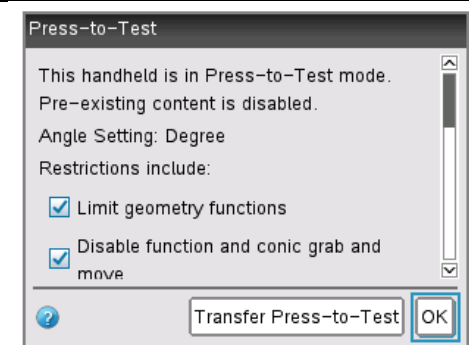 Press-to-Test
This handheld is in Press-to-Test mode.
Pre-existing content is disabled.
Angle Setting: Degree
Restrictions include:
Limit geometry functions
Disable function and conic grab and
move
?
Transfer Press-to-Test
OK